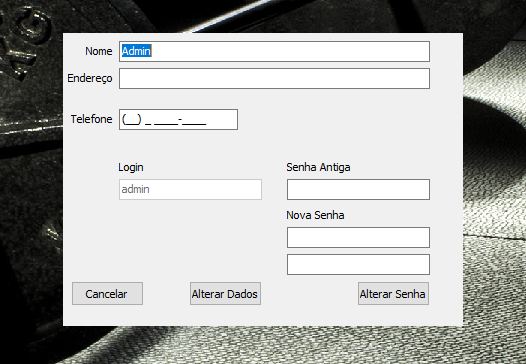 Nome Admin
Endereço
Telefone (__) _ ____-____
Login Senha Antiga
admin
Nova Senha
Cancelar Alterar Dados Alterar Senha